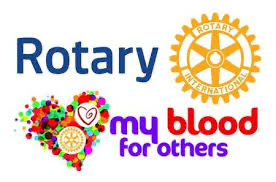 Rotary
ROTARY
INTERNATIONAL
my blood
for others